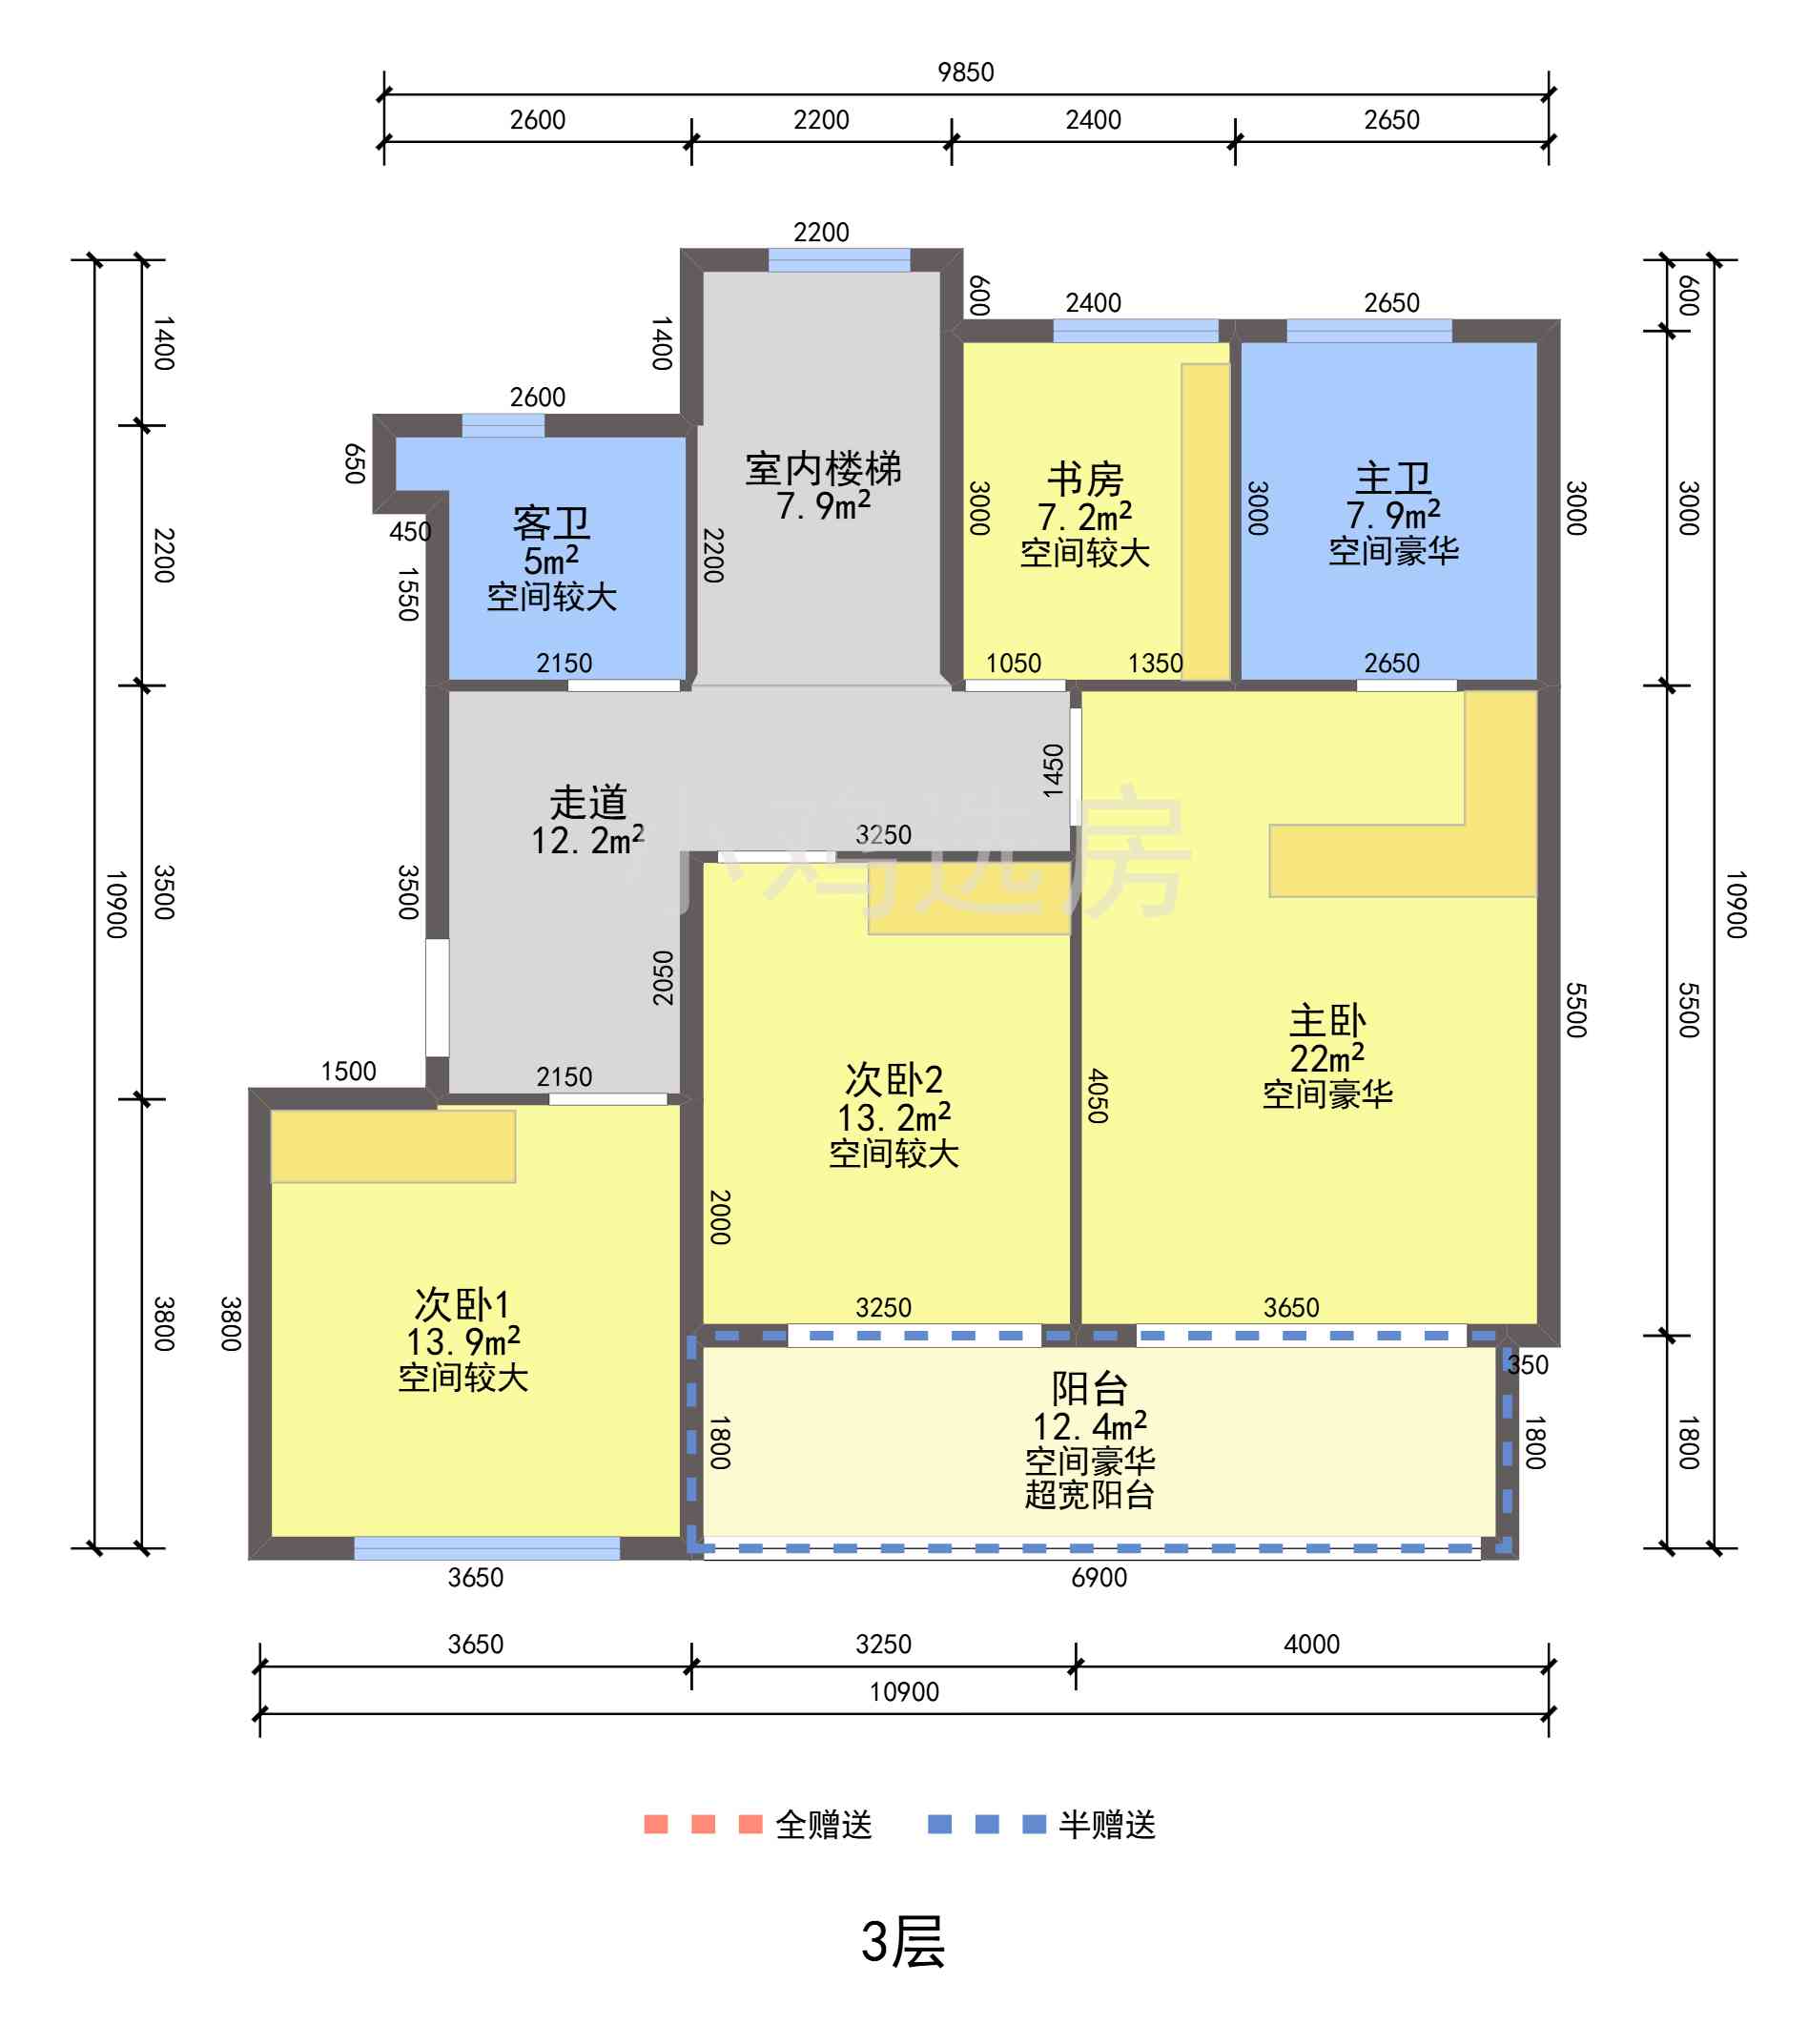 9850
2600
2200
2400
2650
2200
600
2400
2650
600
1400
1400
2600
650
450
1550
2200
客卫
5m²
空间较大
2150
室内楼梯
7.9m²
2200
书房
7.2m²
空间较大
3000
1050
1350
主卫
7.9m²
空间豪华
3000
2650
3000
3000
走道
12.2m²
3250
1450
3500
3500
10900
2050
1500
2150
小鸡选房
次卧2
13.2m²
空间较大
2000
3250
4050
主卧
22m²
空间豪华
3650
5500
5500
10900
次卧1
13.9m²
空间较大
3800
3800
3650
阳台
12.4m²
空间豪华
超宽阳台
1800
350
1800
1800
6900
3650
3250
4000
10900
全赠送
半赠送
3层